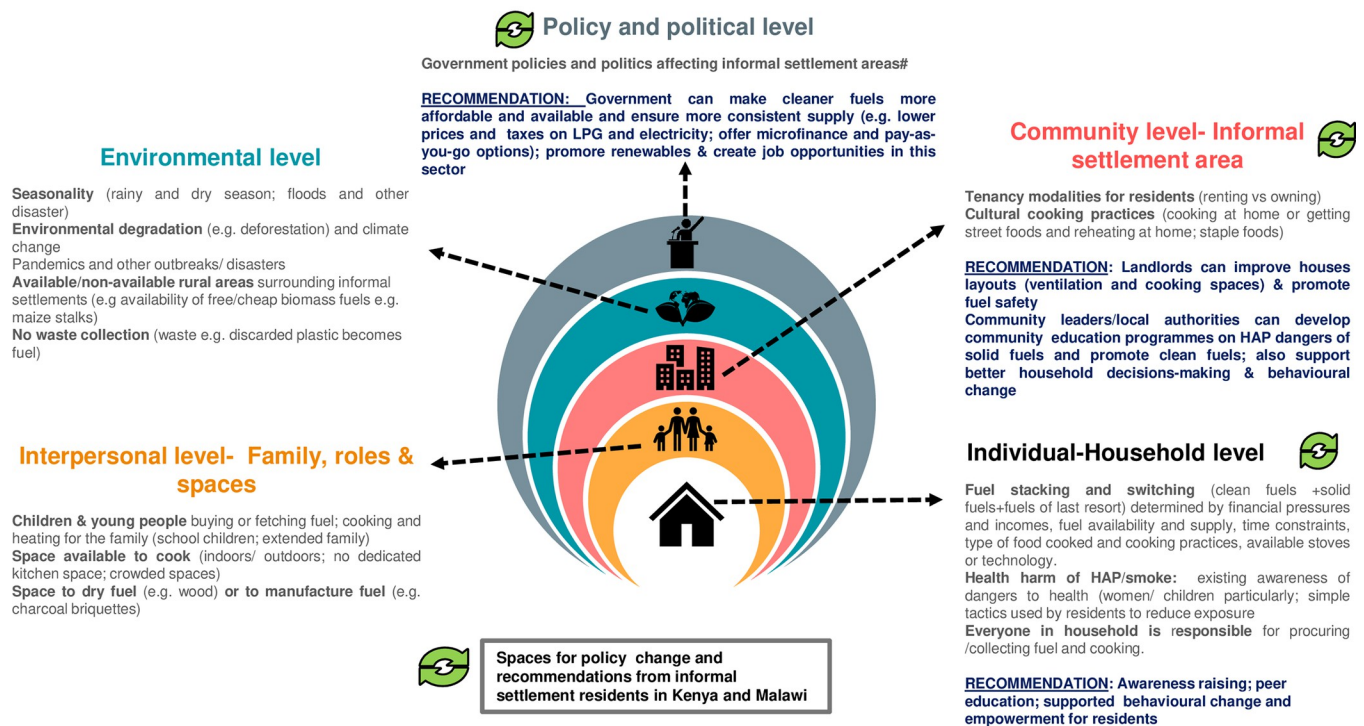 Policy and political level
Government policies and politics affecting informal settlement areas#
RECOMMENDATION: Government can make cleaner fuels more
affordable and available and ensure more consistent supply (e.g. lower
prices and taxes on LPG and electricity; offer microfinance and pay-as-
you-go options); promore renewables & create job opportunities in this
sector
Environmental level
Seasonality (rainy and dry season; floods and other
disaster)
Environmental degradation (e.g. deforestation) and climate
change
Pandemics and other outbreaks/ disasters
Available/non-available rural areas surrounding informal
settlements (e.g availability of free/cheap biomass fuels e.g.
maize stalks)
No waste collection (waste e.g. discarded plastic becomes
fuel)
Community level- Informal
settlement area
Tenancy modalities for residents (renting vs owning)
Cultural cooking practices (cooking at home or getting
street foods and reheating at home; staple foods)
RECOMMENDATION: Landlords can improve houses
layouts (ventilation and cooking spaces) & promote
fuel safety
Community leaders/local authorities can develop
community education programmes on HAP dangers of
solid fuels and promote clean fuels; also support
better household decisions-making & behavioural
change
Interpersonal level- Family, roles &
spaces
Children & young people buying or fetching fuel; cooking and
heating for the family (school children; extended family)
Space available to cook (indoors/ outdoors; no dedicated
kitchen space; crowded spaces)
Space to dry fuel (e.g. wood) or to manufacture fuel (e.g.
charcoal briquettes)
Individual-Household level
Fuel stacking and switching (clean fuels +solid
fuels+fuels of last resort) determined by financial pressures
and incomes, fuel availability and supply, time constraints,
type of food cooked and cooking practices, available stoves
or technology.
Health harm of HAP/smoke: existing awareness of
dangers to health (women/ children particularly; simple
tactics used by residents to reduce exposure
Everyone in household is responsible for procuring
/collecting fuel and cooking.
RECOMMENDATION: Awareness raising; peer
education; supported behavioural change and
empowerment for residents
Spaces for policy change and
recommendations from informal
settlement residents in Kenya and Malawi